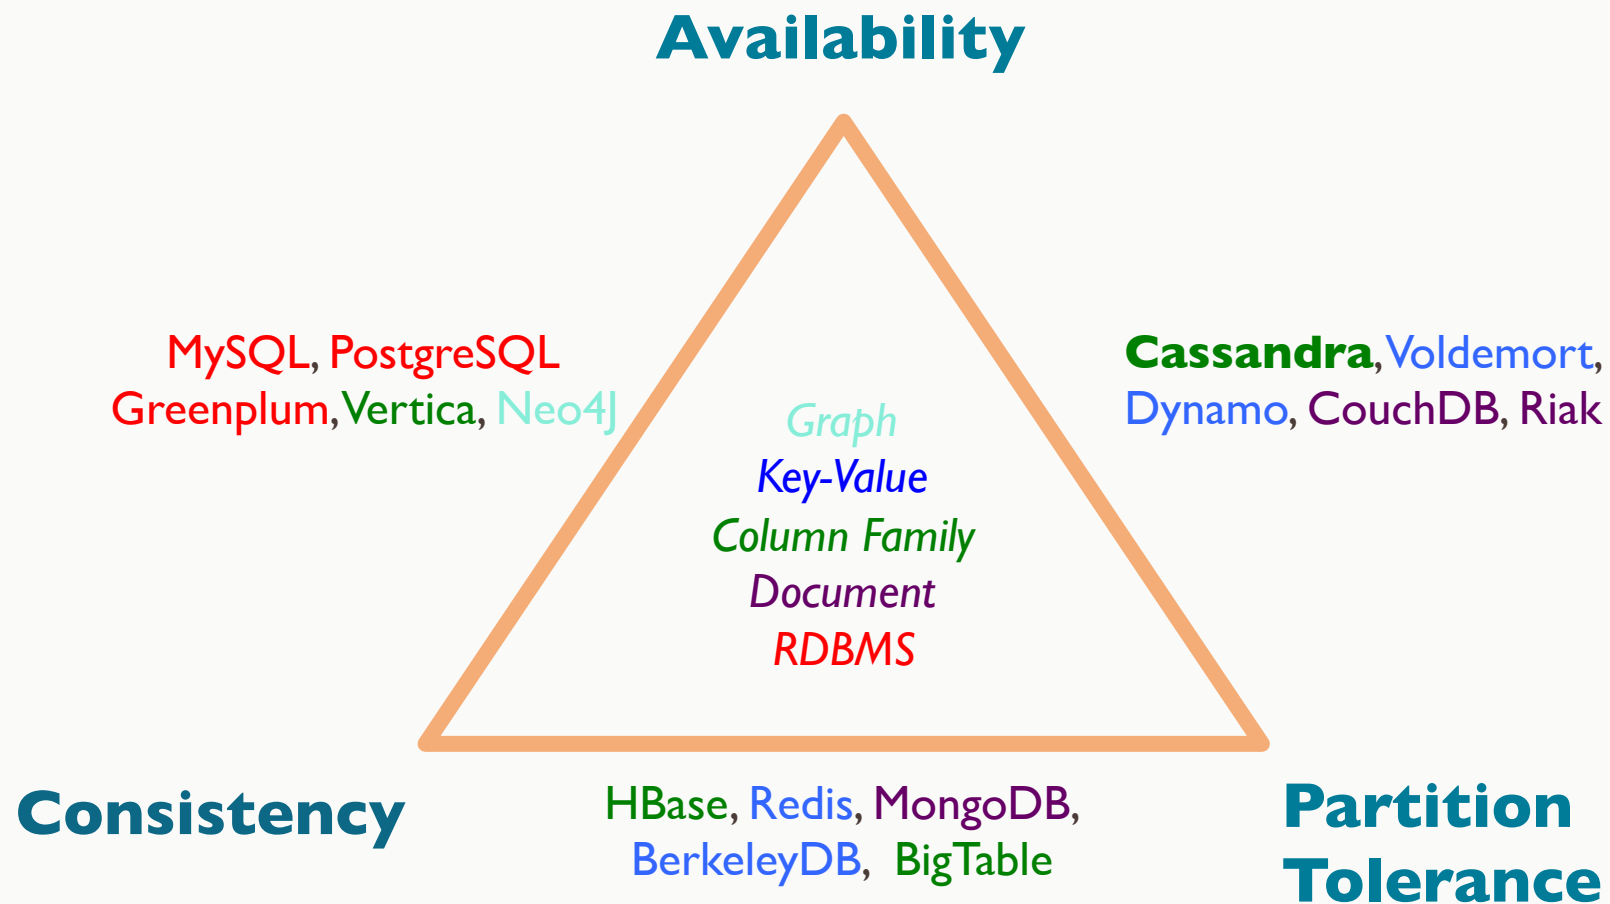 Availability
MySQL, PostgreSQL
Greenplum, Vertica, Neo4J
Cassandra, Voldemort,
Dynamo, CouchDB, Riak
Graph
Key-Value
Column Family
Document
RDBMS
Consistency
HBase, Redis, MongoDB,
BerkeleyDB, BigTable
Partition
Tolerance